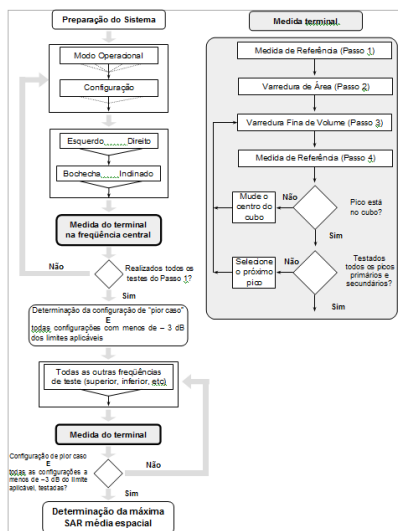 Preparação do Sistema
Modo Operacional
Configuração
Esquerdo........Direito
Bochecha.......Inclinado
Medida do terminal
na freqüência central
Não
Realizados todos os
testes do Passo 1?
Sim
Determinação da configuração de "pior caso"
E
todas configurações com menos de – 3 dB
dos limites aplicáveis
Todas as outras freqüências
de teste (superior, inferior, etc)
Medida do terminal
Configuração de pior caso
E
todas as configurações a
menos de –3 dB do limite
aplicável, testadas?
Não
Sim
Determinação da máxima
SAR média espacial
Medida terminal.
Medida de Referência (Passo 1)
Varredura de Área (Passo 2)
Varredura Fina de Volume (Passo 3)
Medida de Referência (Passo 4)
Mude o
centro do
cubo
Não
Pico está
no cubo?
Sim
Selecione
o próximo
pico
Não
Testados
todos os picos
primários e
secundários?
Sim